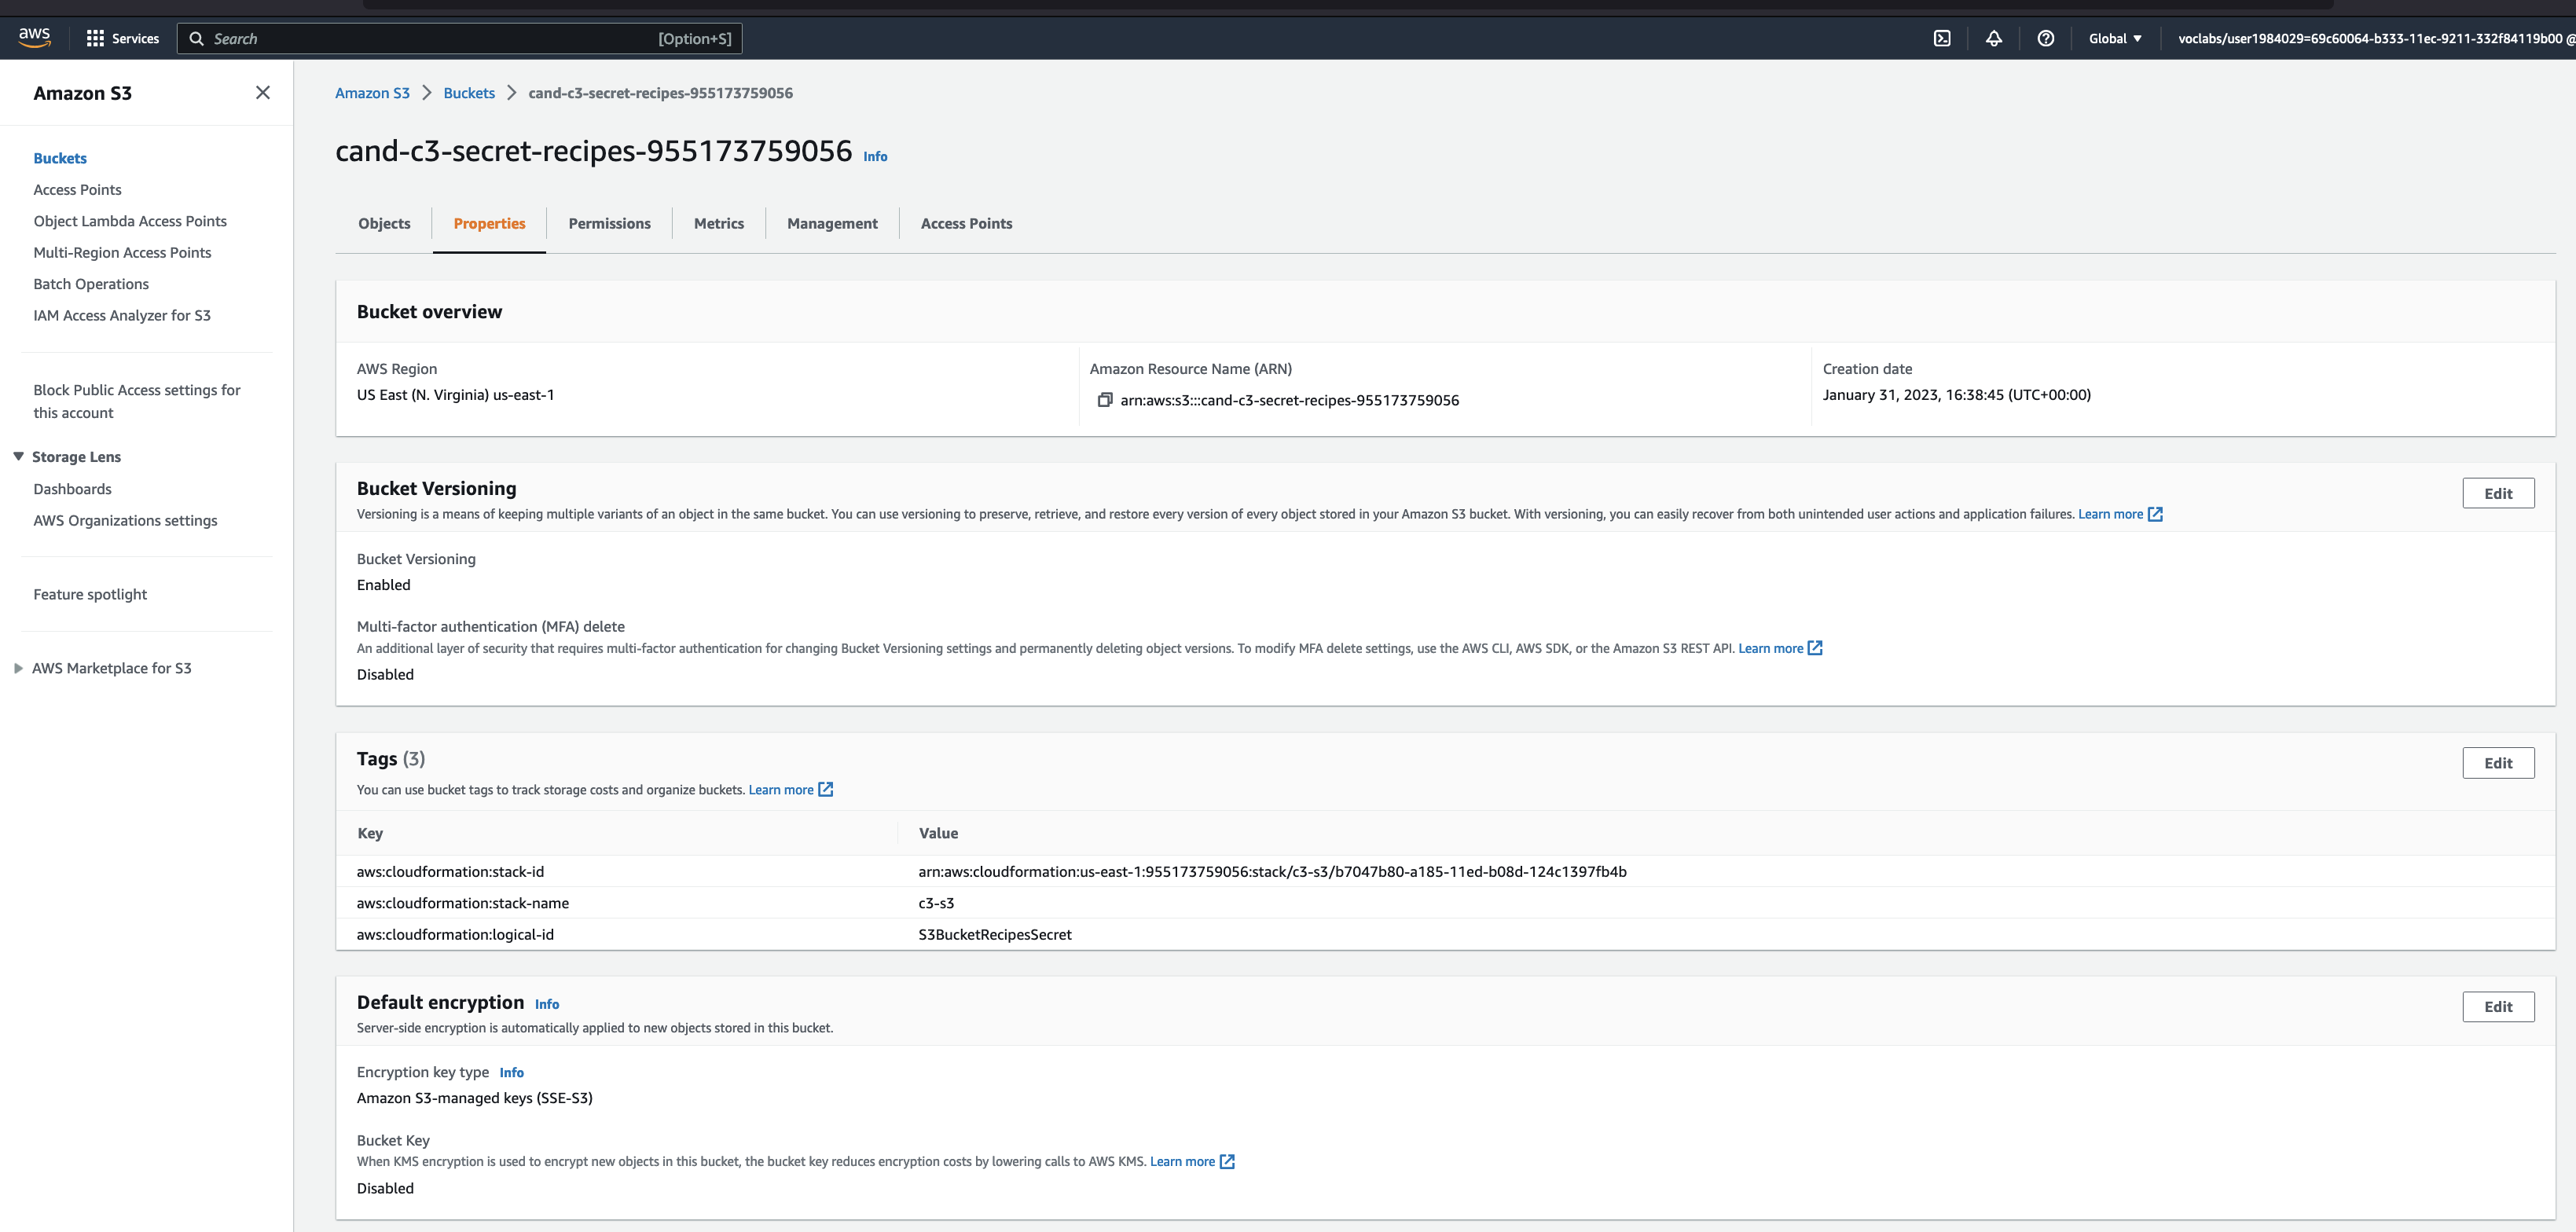 aws
Services
Search
[Option+S]
Global
voclabs/user1984029=69c60064-b333-11ec-9211-332f84119b00 @
Amazon S3
Buckets
Access Points
Object Lambda Access Points
Multi-Region Access Points
Batch Operations
IAM Access Analyzer for S3
Block Public Access settings for
this account
Storage Lens
Dashboards
AWS Organizations settings
Feature spotlight
AWS Marketplace for S3
Amazon S3 > Buckets > cand-c3-secret-recipes-955173759056
cand-c3-secret-recipes-955173759056 Info
Objects
Properties
Permissions
Metrics
Management
Access Points
Bucket overview
AWS Region
US East (N. Virginia) us-east-1
Amazon Resource Name (ARN)
arn:aws:s3:::cand-c3-secret-recipes-955173759056
Creation date
January 31, 2023, 16:38:45 (UTC+00:00)
Bucket Versioning
Edit
Versioning is a means of keeping multiple variants of an object in the same bucket. You can use versioning to preserve, retrieve, and restore every version of every object stored in your Amazon S3 bucket. With versioning, you can easily recover from both unintended user actions and application failures. Learn more
Bucket Versioning
Enabled
Multi-factor authentication (MFA) delete
An additional layer of security that requires multi-factor authentication for changing Bucket Versioning settings and permanently deleting object versions. To modify MFA delete settings, use the AWS CLI, AWS SDK, or the Amazon S3 REST API. Learn more
Disabled
Tags (3)
Edit
You can use bucket tags to track storage costs and organize buckets. Learn more
Key Value
aws:cloudformation:stack-id arn:aws:cloudformation:us-east-1:955173759056:stack/c3-s3/b7047b80-a185-11ed-b08d-124c1397fb4b
aws:cloudformation:stack-name c3-s3
aws:cloudformation:logical-id S3BucketRecipesSecret
Default encryption Info
Edit
Server-side encryption is automatically applied to new objects stored in this bucket.
Encryption key type Info
Amazon S3-managed keys (SSE-S3)
Bucket Key
When KMS encryption is used to encrypt new objects in this bucket, the bucket key reduces encryption costs by lowering calls to AWS KMS. Learn more
Disabled